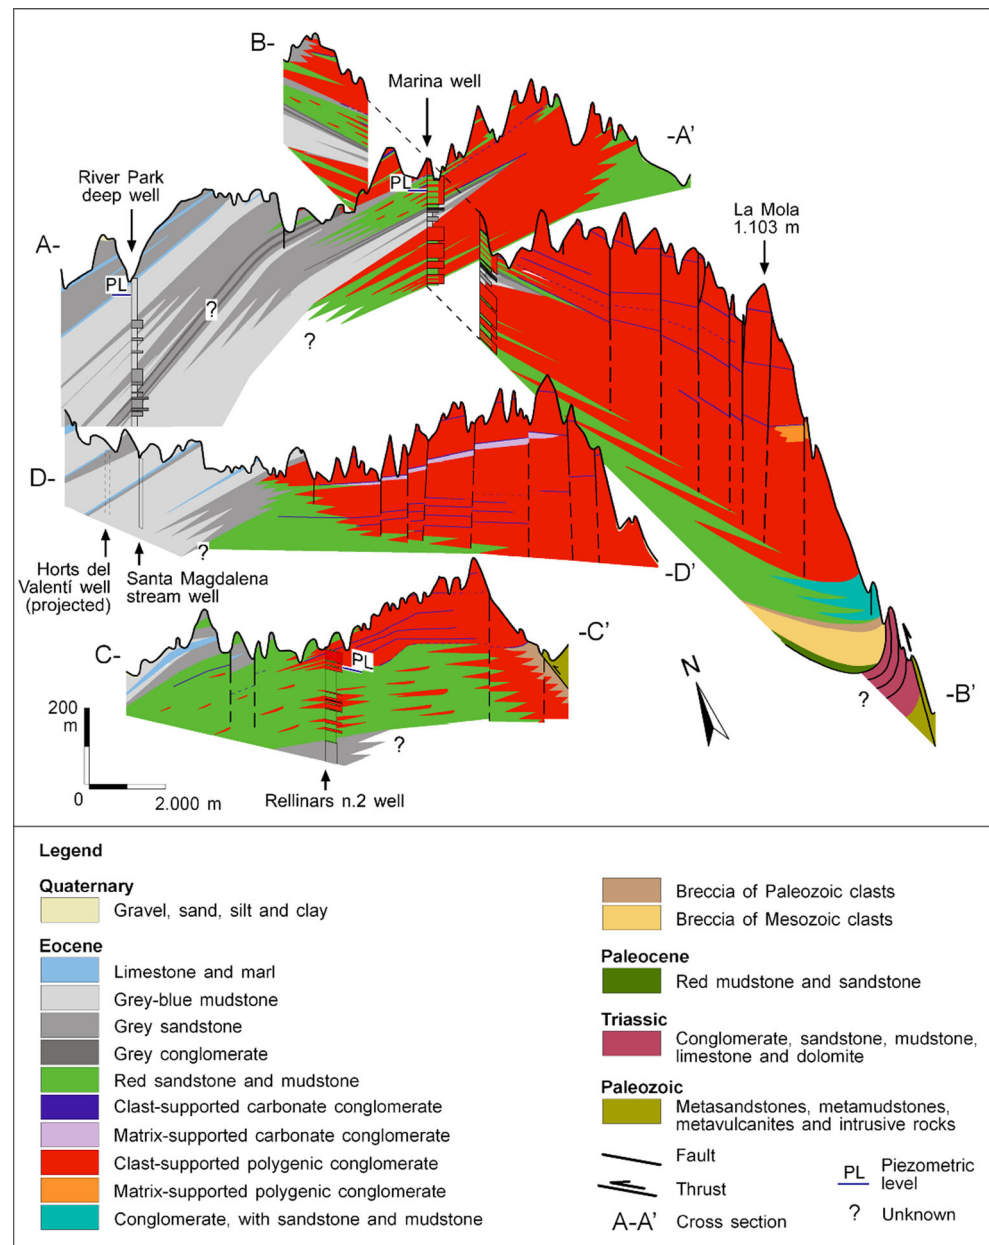 B-
Marina well
-A'
River Park
deep well
PL
La Mola
1.103 m
A-
PL
?
?
D-
?
Horts del
Valentí well
(projected)
Santa Magdalena
stream well
-D'
C-
-C'
PL
N
-B'
?
200
m
?
0
2.000 m
Rellinars n.2 well
Legend
Quaternary
Gravel, sand, silt and clay
Eocene
Limestone and marl
Grey-blue mudstone
Grey sandstone
Grey conglomerate
Red sandstone and mudstone
Clast-supported carbonate conglomerate
Matrix-supported carbonate conglomerate
Clast-supported polygenic conglomerate
Matrix-supported polygenic conglomerate
Conglomerate, with sandstone and mudstone
Breccia of Paleozoic clasts
Breccia of Mesozoic clasts
Paleocene
Red mudstone and sandstone
Triassic
Conglomerate, sandstone, mudstone,
limestone and dolomite
Paleozoic
Metasandstones, metamudstones,
metavulcanites and intrusive rocks
Fault
Thrust
A-A' Cross section
PL Piezometric
level
? Unknown